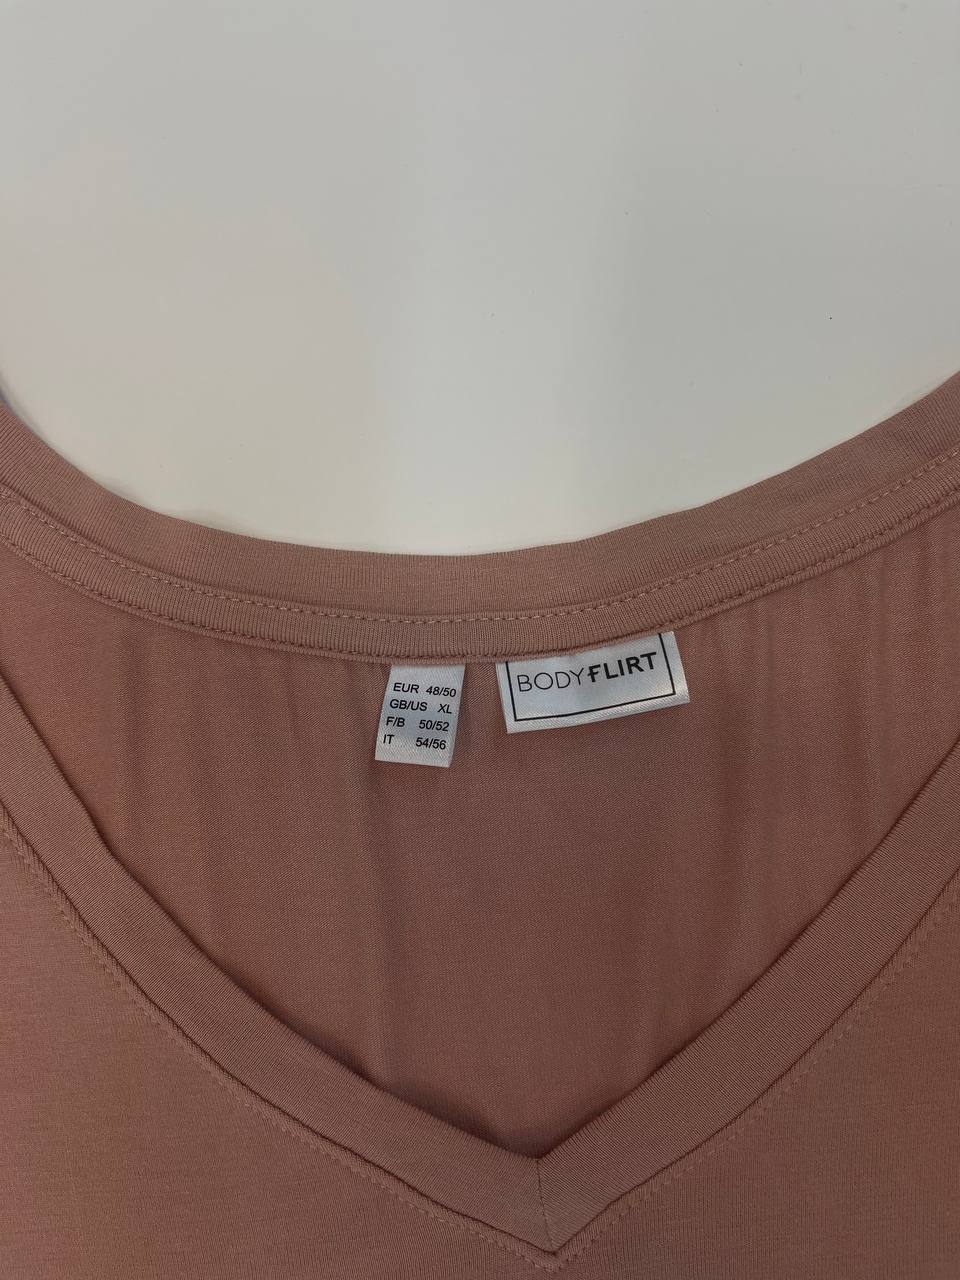 EUR 48/50
GB/US XL
F/B 50/52
IT 54/56
BODYFLIRT